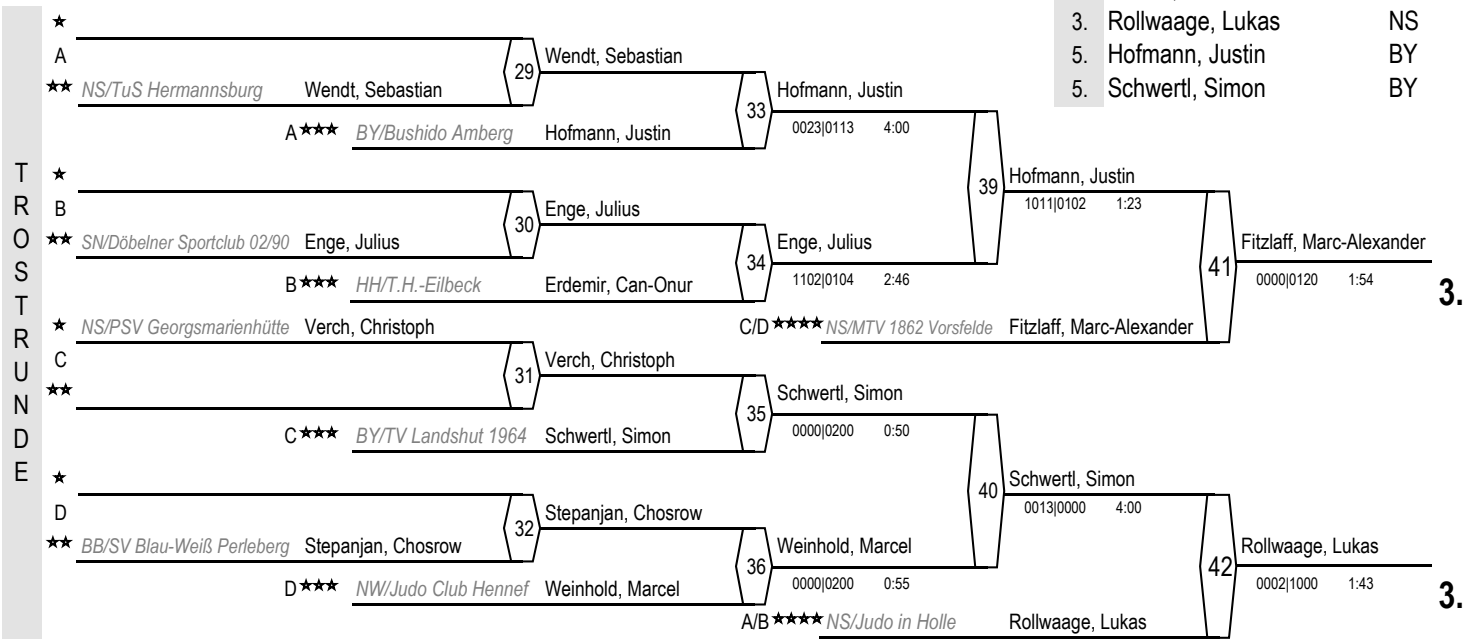 3. Rollwaage, Lukas NS
5. Hofmann, Justin BY
5. Schwertl, Simon BY
TROSTRUNDE
A
29
Wendt, Sebastian
NS/TuS Hermannsburg Wendt, Sebastian
33
Hofmann, Justin
0023|0113 4:00
A BY/Bushido Amberg Hofmann, Justin
39
Hofmann, Justin
1011|0102 1:23
B
30
Enge, Julius
SN/Döbelner Sportclub 02/90 Enge, Julius
34
Enge, Julius
1102|0104 2:46
B HH/T.H.-Eilbeck Erdemir, Can-Onur
41
Fitzlaff, Marc-Alexander
0000|0120 1:54
3.
C/D NS/MTV 1862 Vorsfelde Fitzlaff, Marc-Alexander
NS/PSV Georgsmarienhütte Verch, Christoph
C
31
Verch, Christoph
35
Schwertl, Simon
0000|0200 0:50
C BY/TV Landshut 1964 Schwertl, Simon
40
Schwertl, Simon
0013|0000 4:00
D
32
Stepanjan, Chosrow
BB/SV Blau-Weiß Perleberg Stepanjan, Chosrow
36
Weinhold, Marcel
0000|0200 0:55
D NW/Judo Club Hennef Weinhold, Marcel
42
Rollwaage, Lukas
0002|1000 1:43
3.
A/B NS/Judo in Holle Rollwaage, Lukas